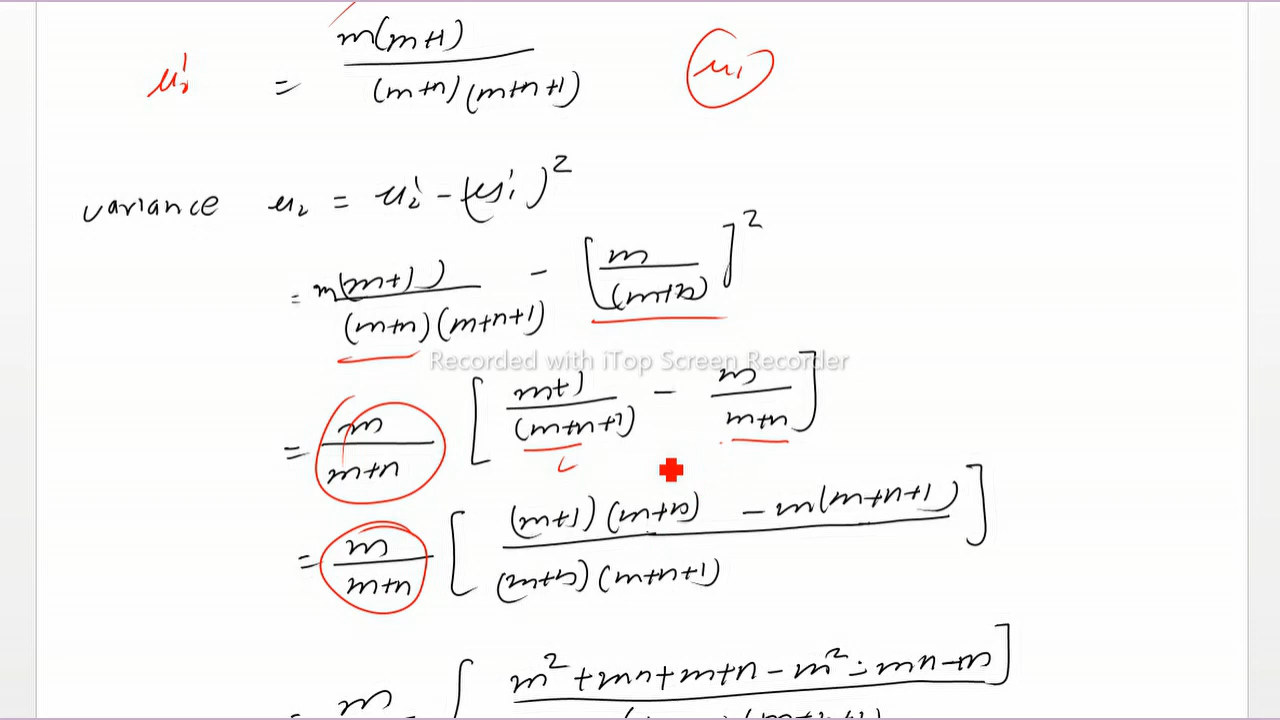 μ₂' = m(m+1) / (m+n)(m+n+1) μ₁
variance μ₂ = μ₂' - (μ₁')²
= m(m+1) / (m+n)(m+n+1) - [m / (m+n)]²
Recorded with iTop Screen Recorder
= m / m+n [m+1 / (m+n+1) - m / m+n]
= m / m+n [(m+1)(m+n) - m(m+n+1) / (m+n)(m+n+1)]
= m [m² + mn + m + n - m² - mn - m]